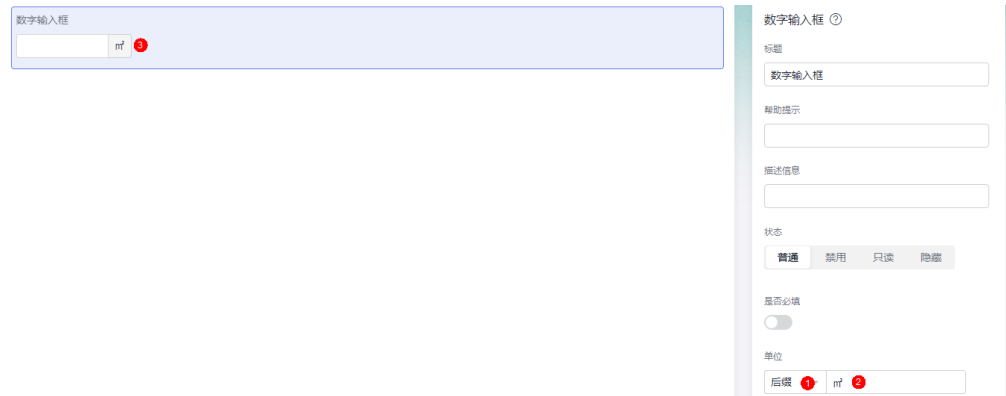 数字输入框
㎡ 3
数字输入框 ?
标题
数字输入框
帮助提示
描述信息
状态
普通 禁用 只读 隐藏
是否必填
单位
后缀 1 ㎡ 2